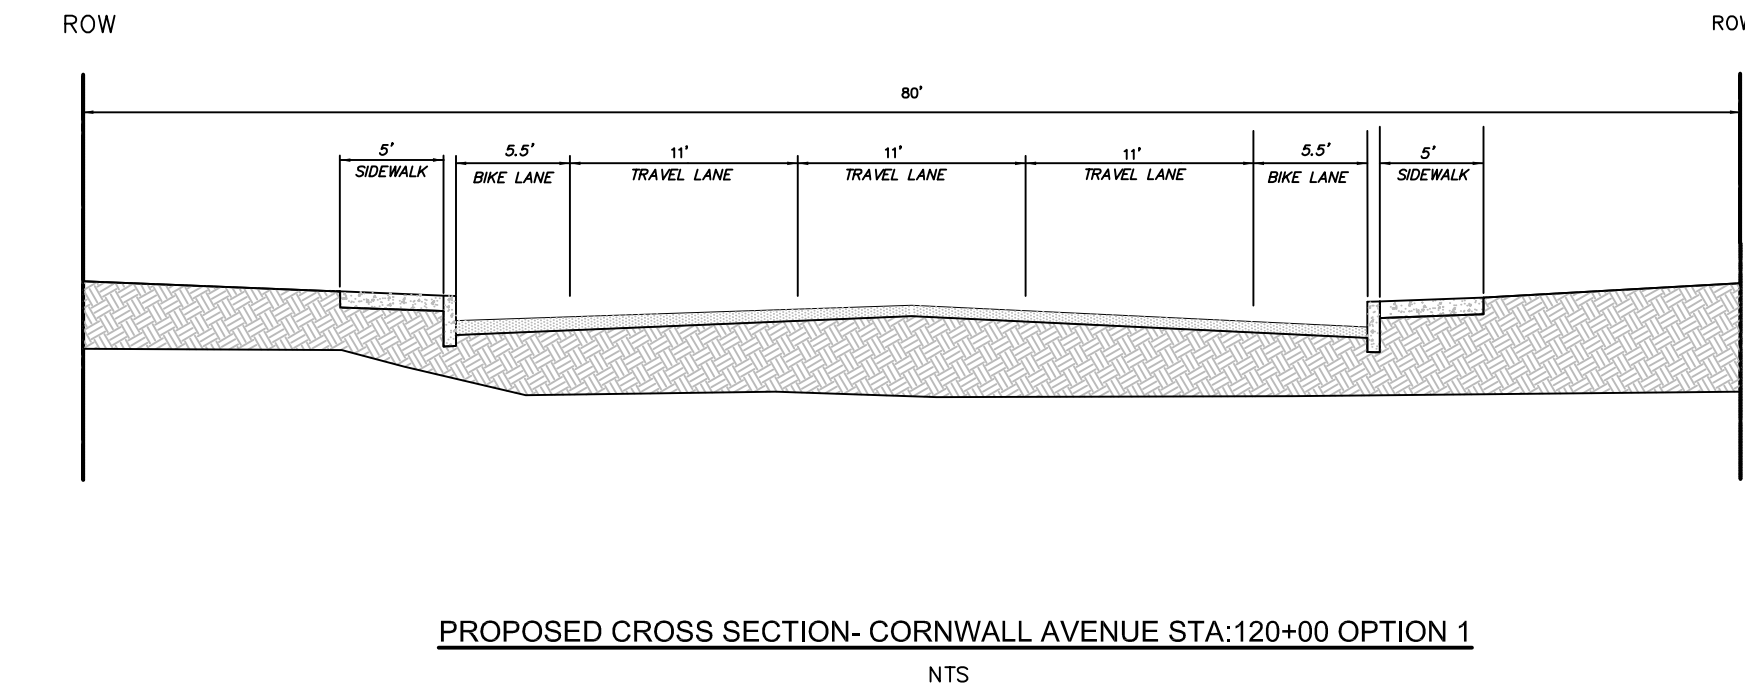 ROW
ROW
80'
5'
SIDEWALK
5.5'
BIKE LANE
11'
TRAVEL LANE
11'
TRAVEL LANE
11'
TRAVEL LANE
5.5'
BIKE LANE
5'
SIDEWALK
PROPOSED CROSS SECTION- CORNWALL AVENUE STA:120+00 OPTION 1
NTS